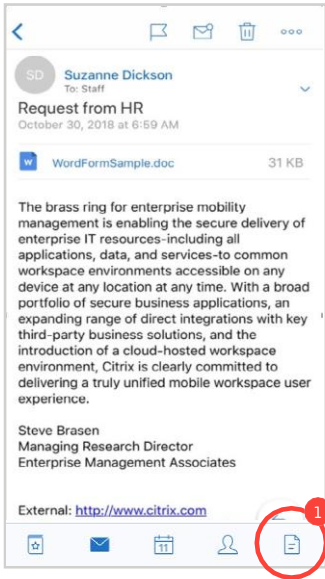 SD
Suzanne Dickson
To: Staff
Request from HR
October 30, 2018 at 6:59 AM
W WordFormSample.doc 31 KB
The brass ring for enterprise mobility
management is enabling the secure delivery of
enterprise IT resources-including all
applications, data, and services-to common
workspace environments accessible on any
device at any location at any time. With a broad
portfolio of secure business applications, an
expanding range of direct integrations with key
third-party business solutions, and the
introduction of a cloud-hosted workspace
environment, Citrix is clearly committed to
delivering a truly unified mobile workspace user
experience.
Steve Brasen
Managing Research Director
Enterprise Management Associates
External: http://www.citrix.com
1
11